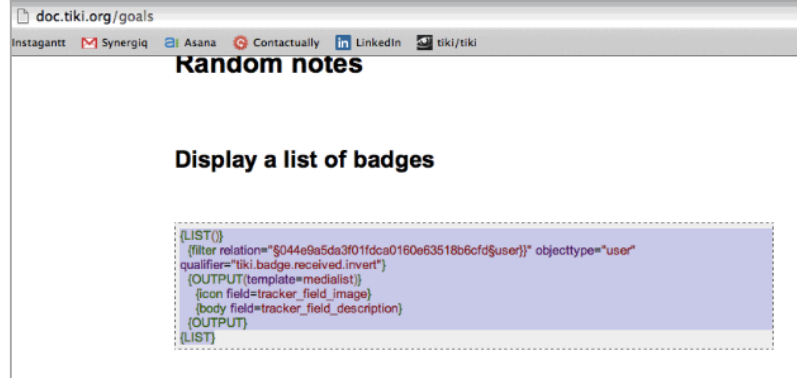 doc.tiki.org/goals
Instagantt Synergiq Asana Contactually LinkedIn tiki/tiki
Random notes
Display a list of badges
{LIST()}
{filter relation="§044e9a5da3f01fdca0160e63518b6cfd§user}}" objecttype="user"
qualifier="tiki.badge.received.invert"}
{OUTPUT(template=medialist)}
{icon field=tracker_field_image}
{body field=tracker_field_description}
{OUTPUT}
{LIST}